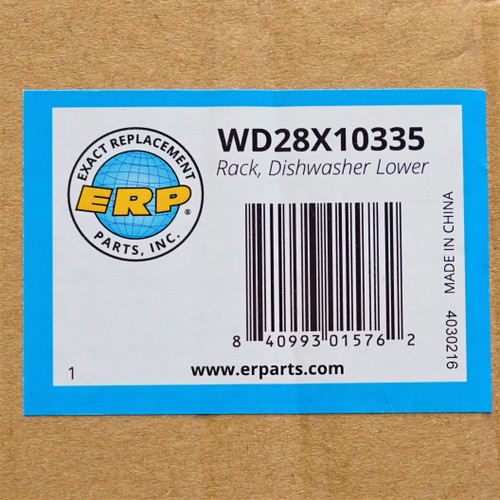 EXACT REPLACEMENT
ERP®
PARTS, INC.
WD28X10335
Rack, Dishwasher Lower
8 40993 01576 2
MADE IN CHINA
4030216
1
www.erparts.com